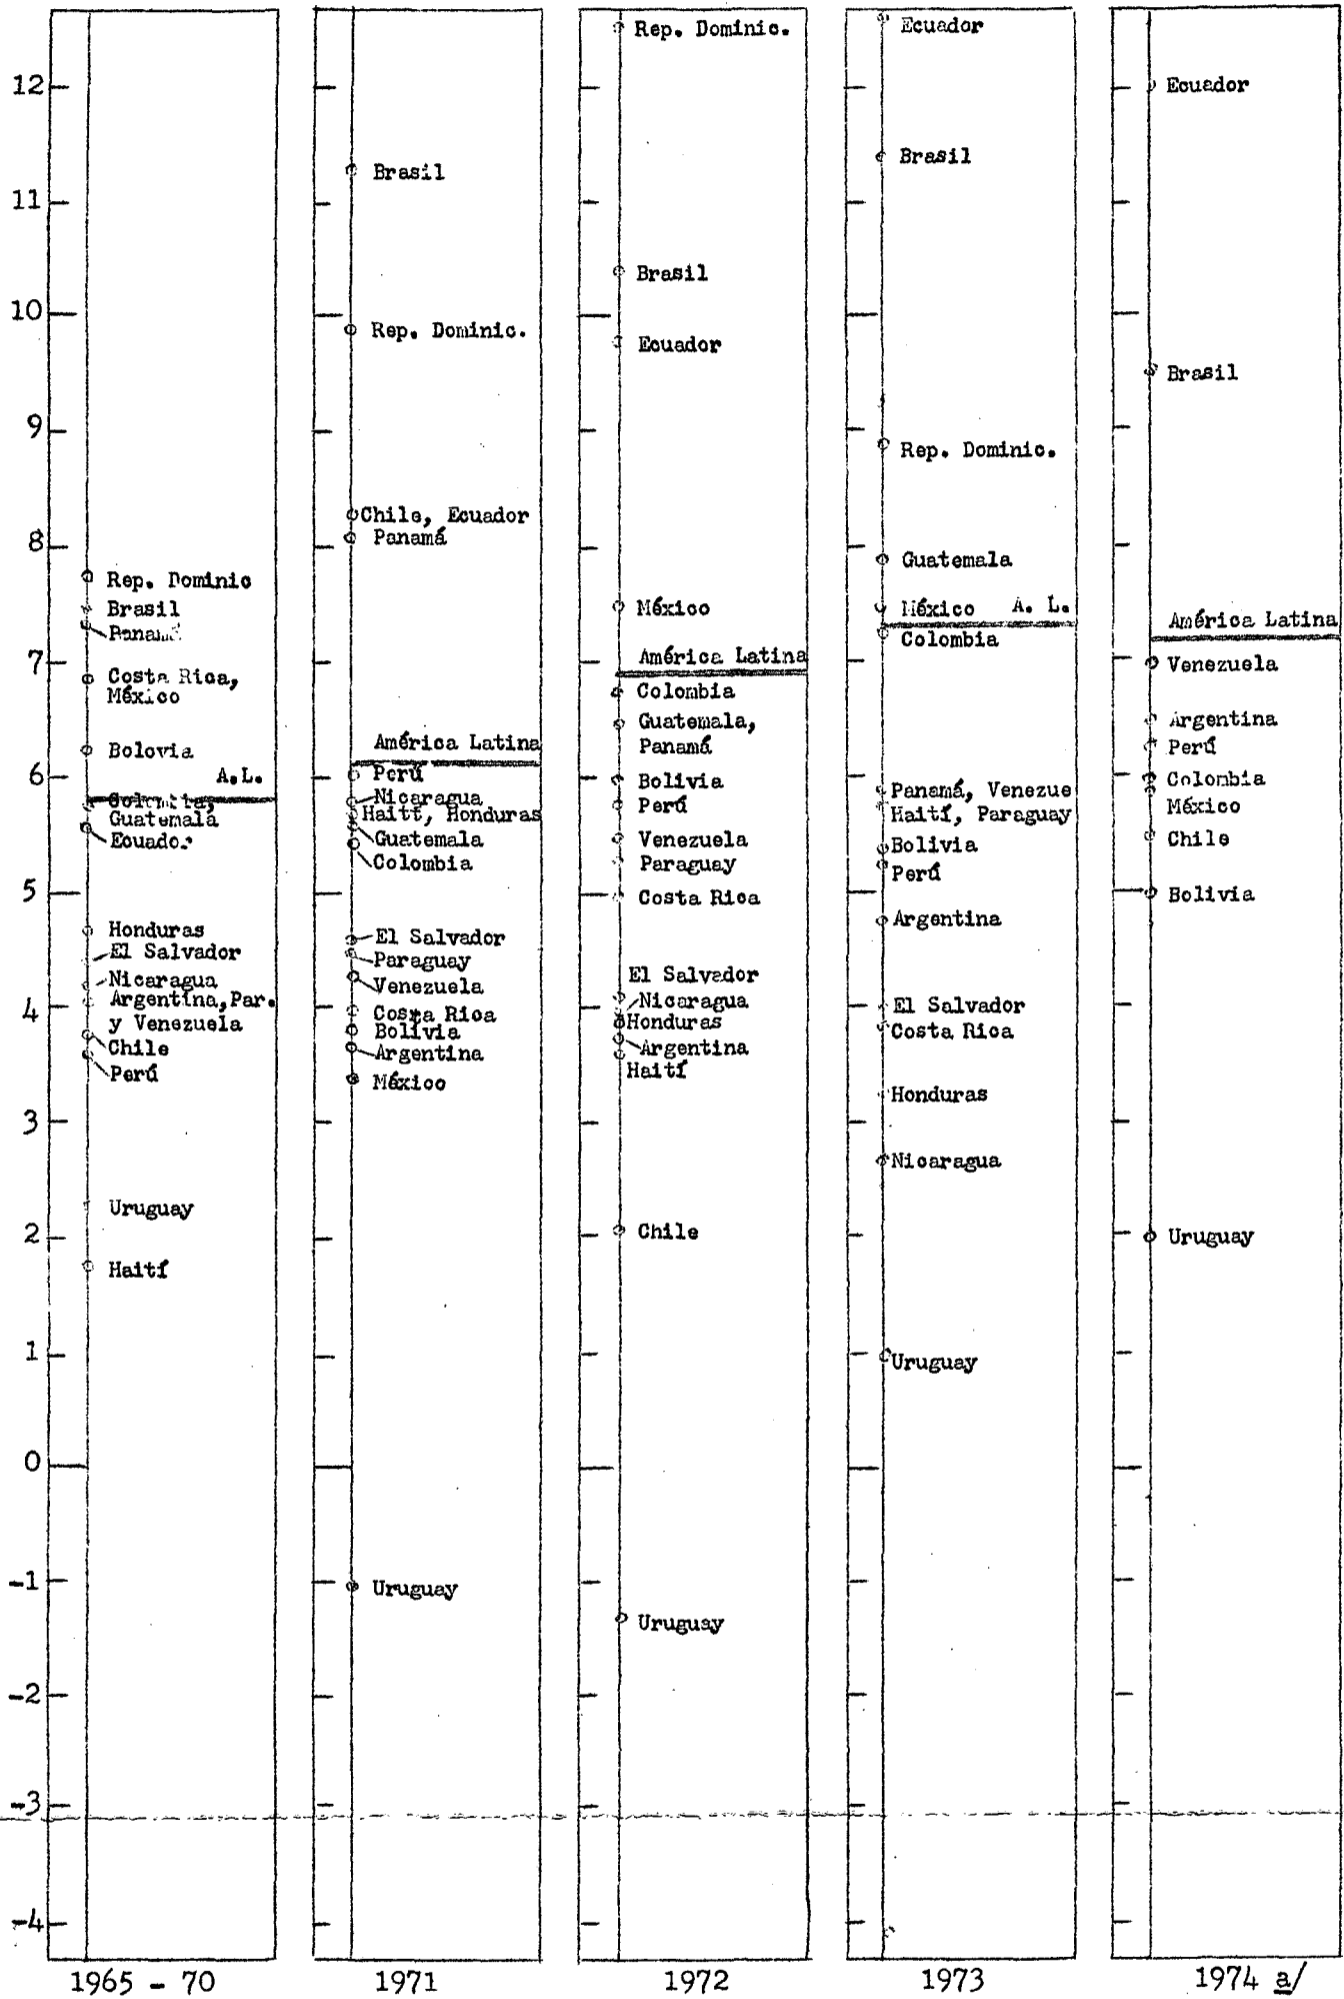 12
11
10
9
8
7
6
5
4
3
2
1
0
-1
-2
-3
-4
Rep. Dominic
Brasil
Panamá
Costa Rica,
México
Bolovia
A.L.
Colombia,
Guatemala
Ecuador
Honduras
El Salvador
Nicaragua
Argentina,Par.
y Venezuela
Chile
Perú
Uruguay
Haití
1965 - 70
Brasil
Rep. Dominic.
Chile, Ecuador
Panamá
América Latina
Perú
Nicaragua
Haití, Honduras
Guatemala
Colombia
El Salvador
Paraguay
Venezuela
Costa Rica
Bolivia
Argentina
México
Uruguay
1971
Rep. Dominic.
Brasil
Ecuador
México
América Latina
Colombia
Guatemala,
Panamá
Bolivia
Perú
Venezuela
Paraguay
Costa Rica
El Salvador
Nicaragua
Honduras
Argentina
Haití
Chile
Uruguay
1972
Ecuador
Brasil
Rep. Dominic.
Guatemala
México A. L.
Colombia
Panamá, Venezue
Haití, Paraguay
Bolivia
Perú
Argentina
El Salvador
Costa Rica
Honduras
Nicaragua
Uruguay
1973
Ecuador
Brasil
América Latina
Venezuela
Argentina
Perú
Colombia
México
Chile
Bolivia
Uruguay
1974 a/